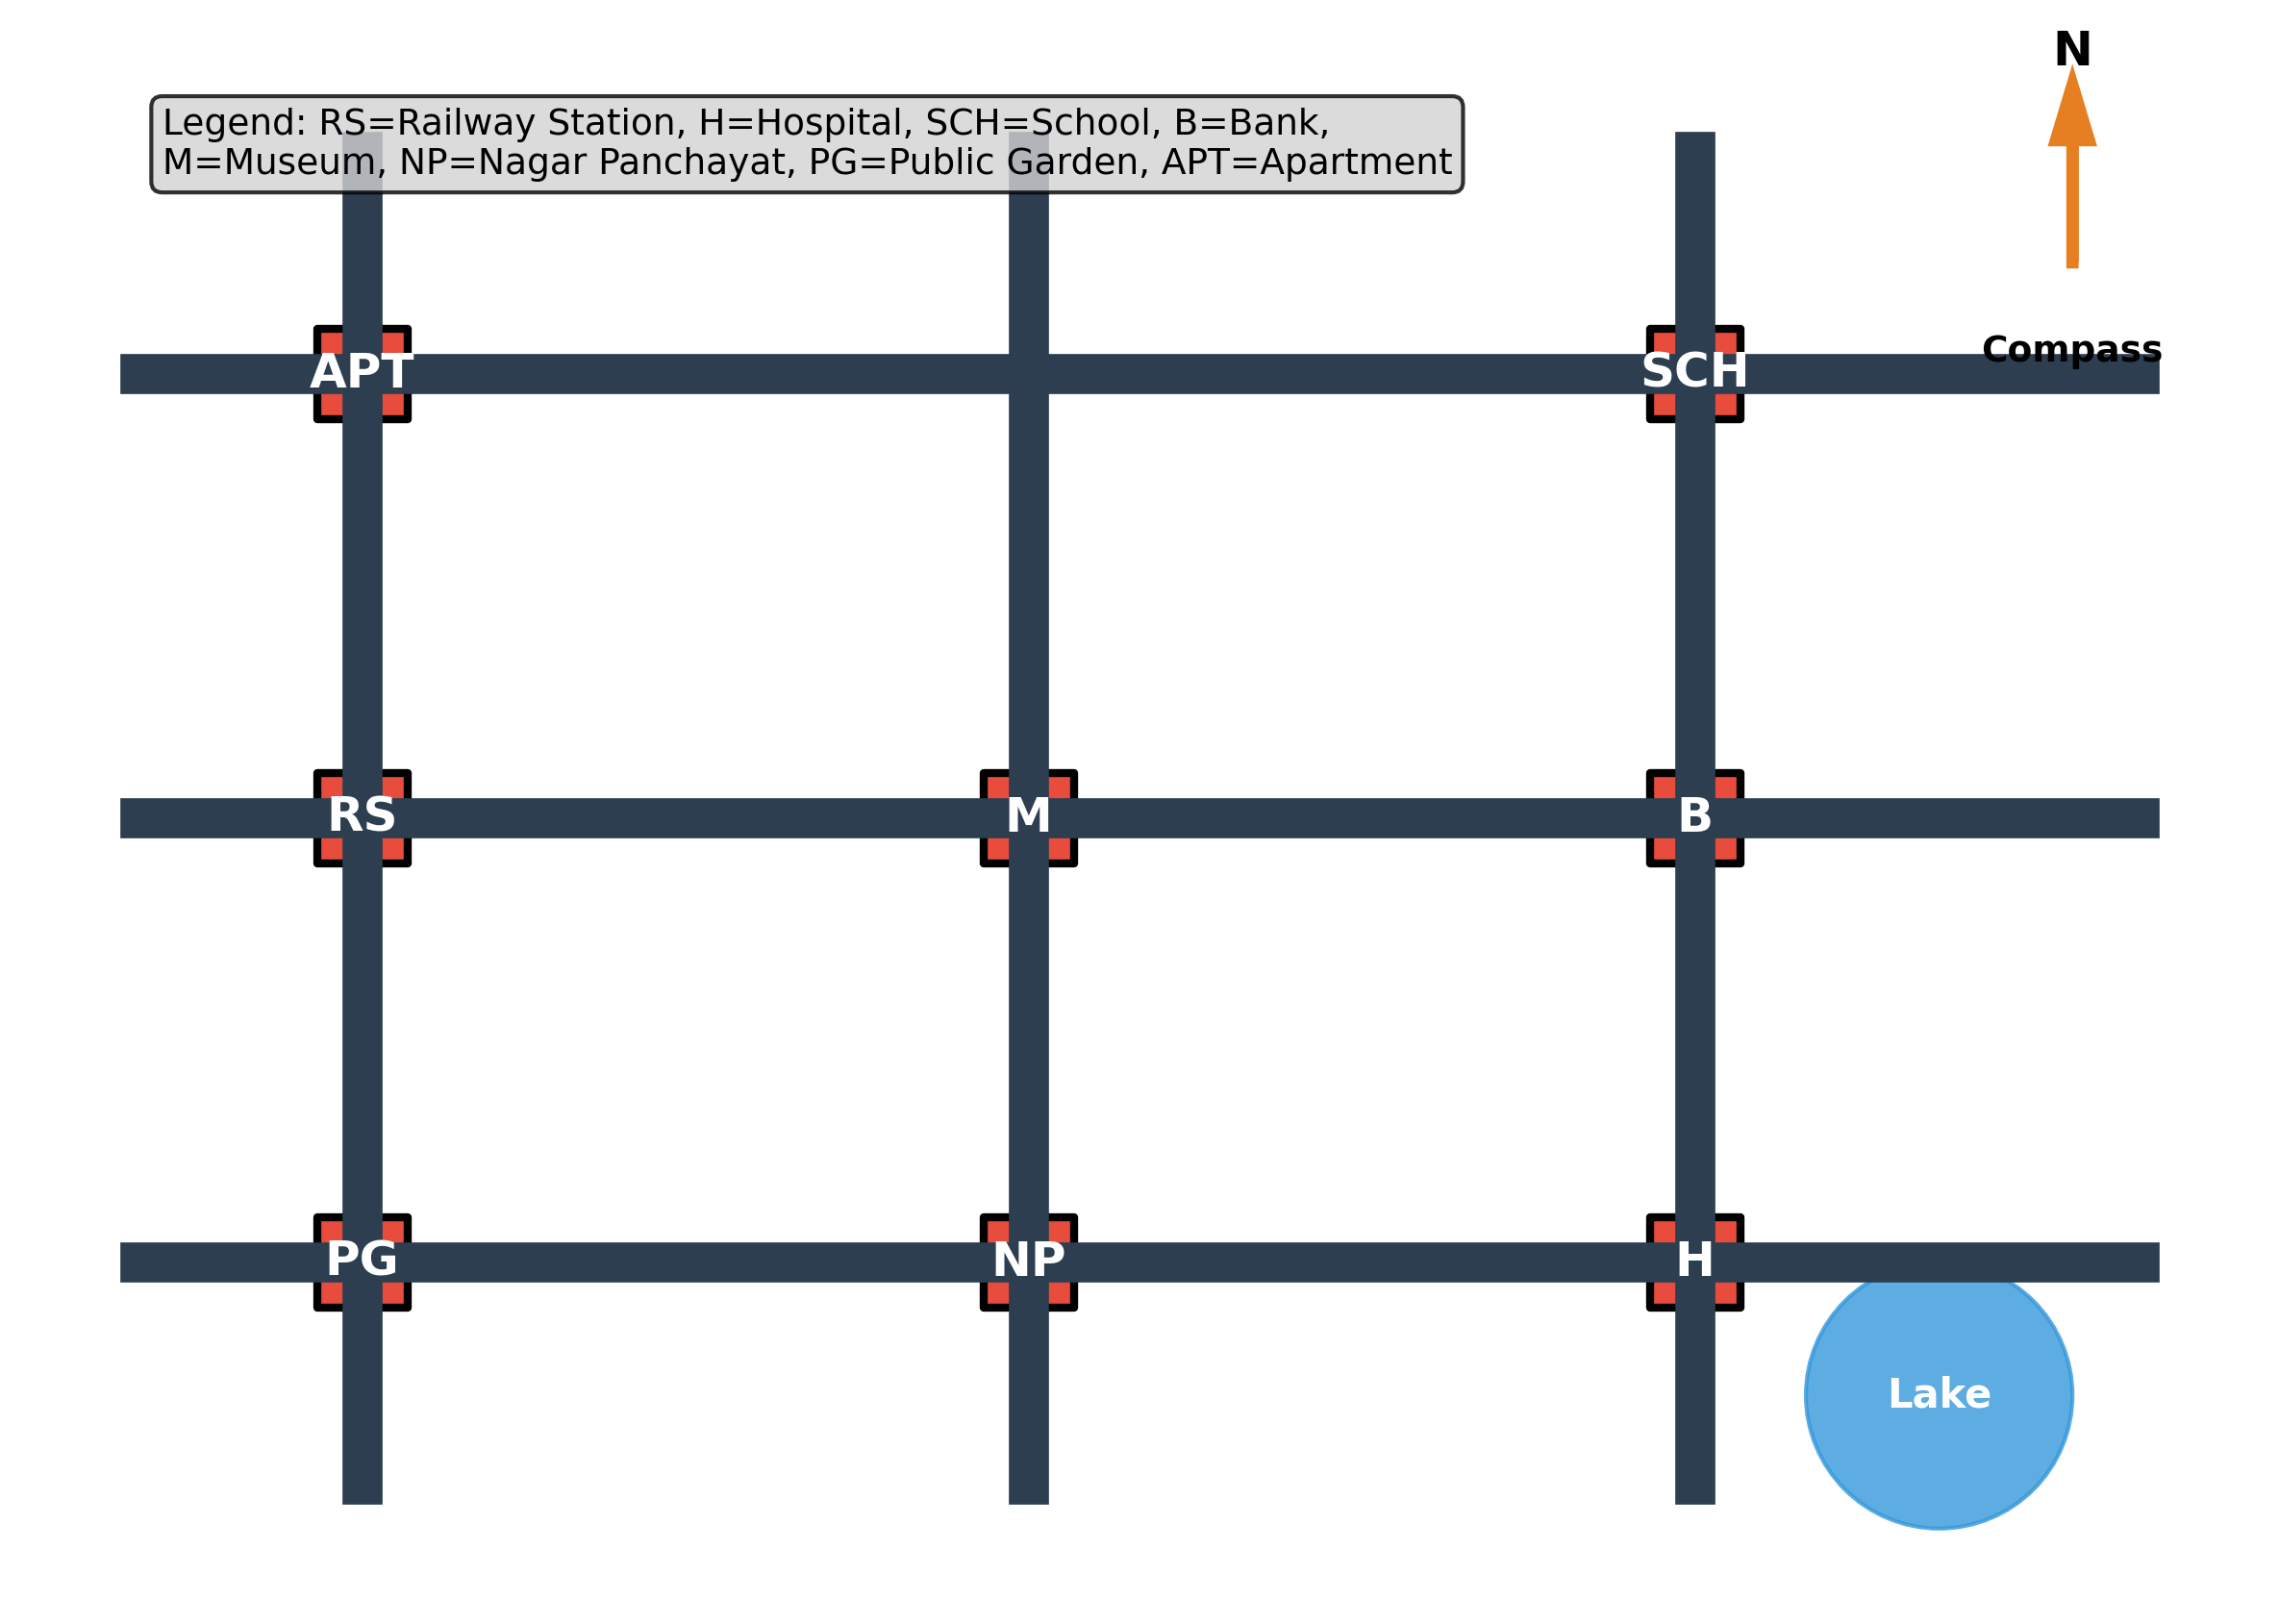 N
Legend: RS=Railway Station, H=Hospital, SCH=School, B=Bank,
M=Museum, NP=Nagar Panchayat, PG=Public Garden, APT=Apartment
Compass
APT
SCH
RS
M
B
PG
NP
H
Lake